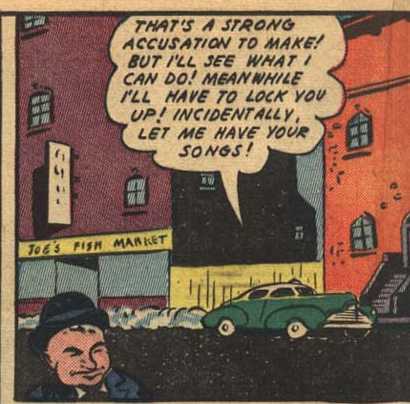 THAT'S A STRONG
ACCUSATION TO MAKE!
BUT I'LL SEE WHAT I
CAN DO! MEANWHILE
I'LL HAVE TO LOCK YOU
UP! INCIDENTALLY,
LET ME HAVE YOUR
SONGS!
JOE'S FISH MARKET